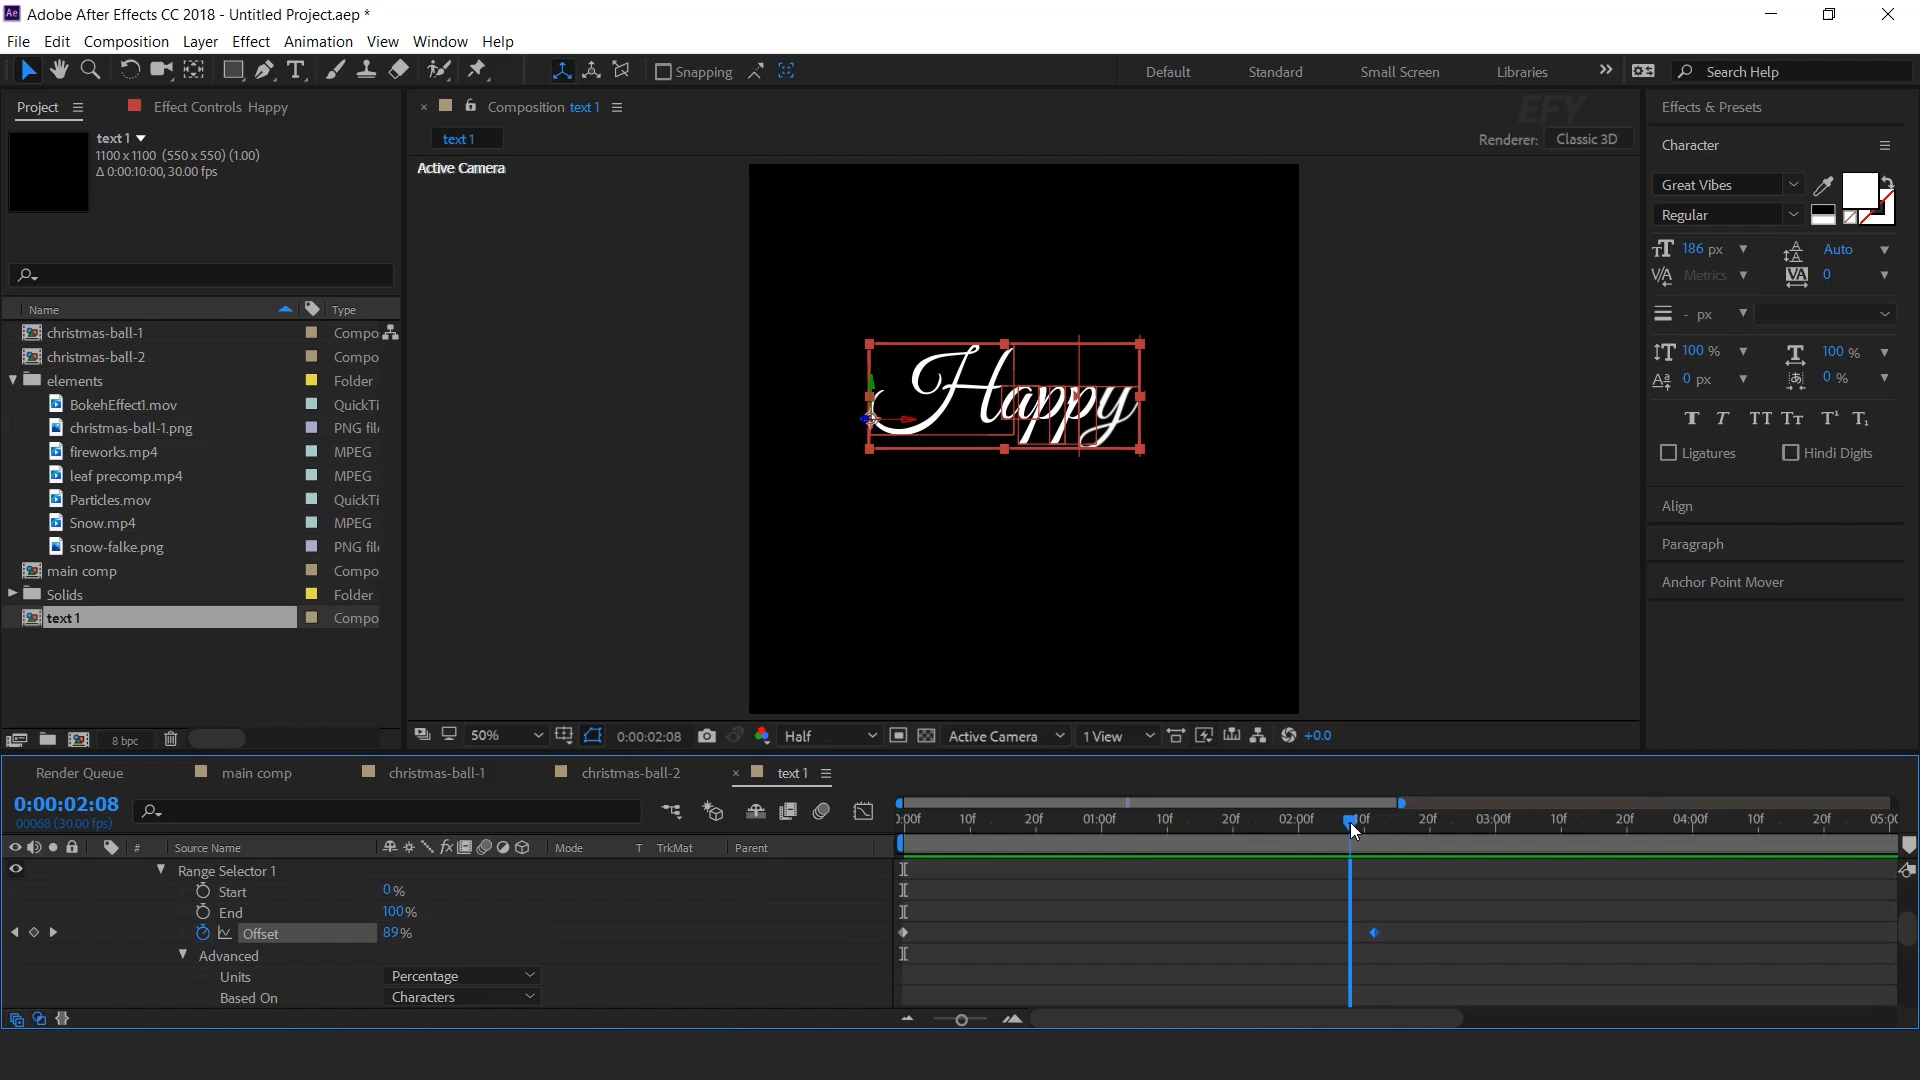 Adobe After Effects CC 2018 - Untitled Project.aep *
File Edit Composition Layer Effect Animation View Window Help
Snapping
Default Standard Small Screen Libraries
Search Help
Project
Effect Controls Happy
Composition text 1
EFY
text 1
Renderer: Classic 3D
text 1
1100 x 1100 (550 x 550) (1.00)
Δ 0:00:10:00, 30.00 fps
Active Camera
Name Type
christmas-ball-1 Compo
christmas-ball-2 Compo
elements Folder
BokehEffect1.mov QuickTi
christmas-ball-1.png PNG fil
fireworks.mp4 MPEG
leaf precomp.mp4 MPEG
Particles.mov QuickTi
Snow.mp4 MPEG
snow-falke.png PNG fil
main comp Compo
Solids Folder
text 1 Compo
8 bpc
Happy
50% 0:00:02:08 Half Active Camera 1 View +0.0
Effects & Presets
Character
Great Vibes
Regular
186 px Auto
Metrics 0
- px
100 % 100 %
0 px 0 %
Ligatures Hindi Digits
Align
Paragraph
Anchor Point Mover
Render Queue main comp christmas-ball-1 christmas-ball-2 text 1
0:00:02:08
00068 (30.00 fps)
# Source Name fx Mode T TrkMat Parent
):00f 10f 20f 01:00f 10f 20f 02:00f 10f 20f 03:00f 10f 20f 04:00f 10f 20f 05:00
Range Selector 1
Start 0%
End 100%
Offset 89%
Advanced
Units Percentage
Based On Characters